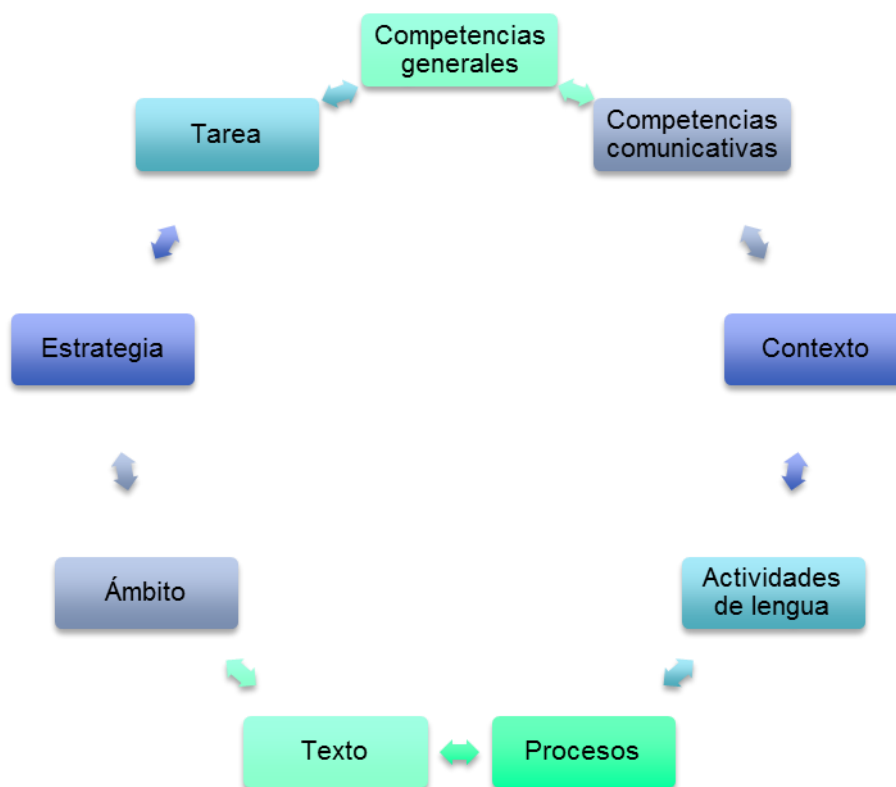 Competencias
generales
Competencias
comunicativas
Contexto
Actividades
de lengua
Procesos
Texto
Ámbito
Estrategia
Tarea